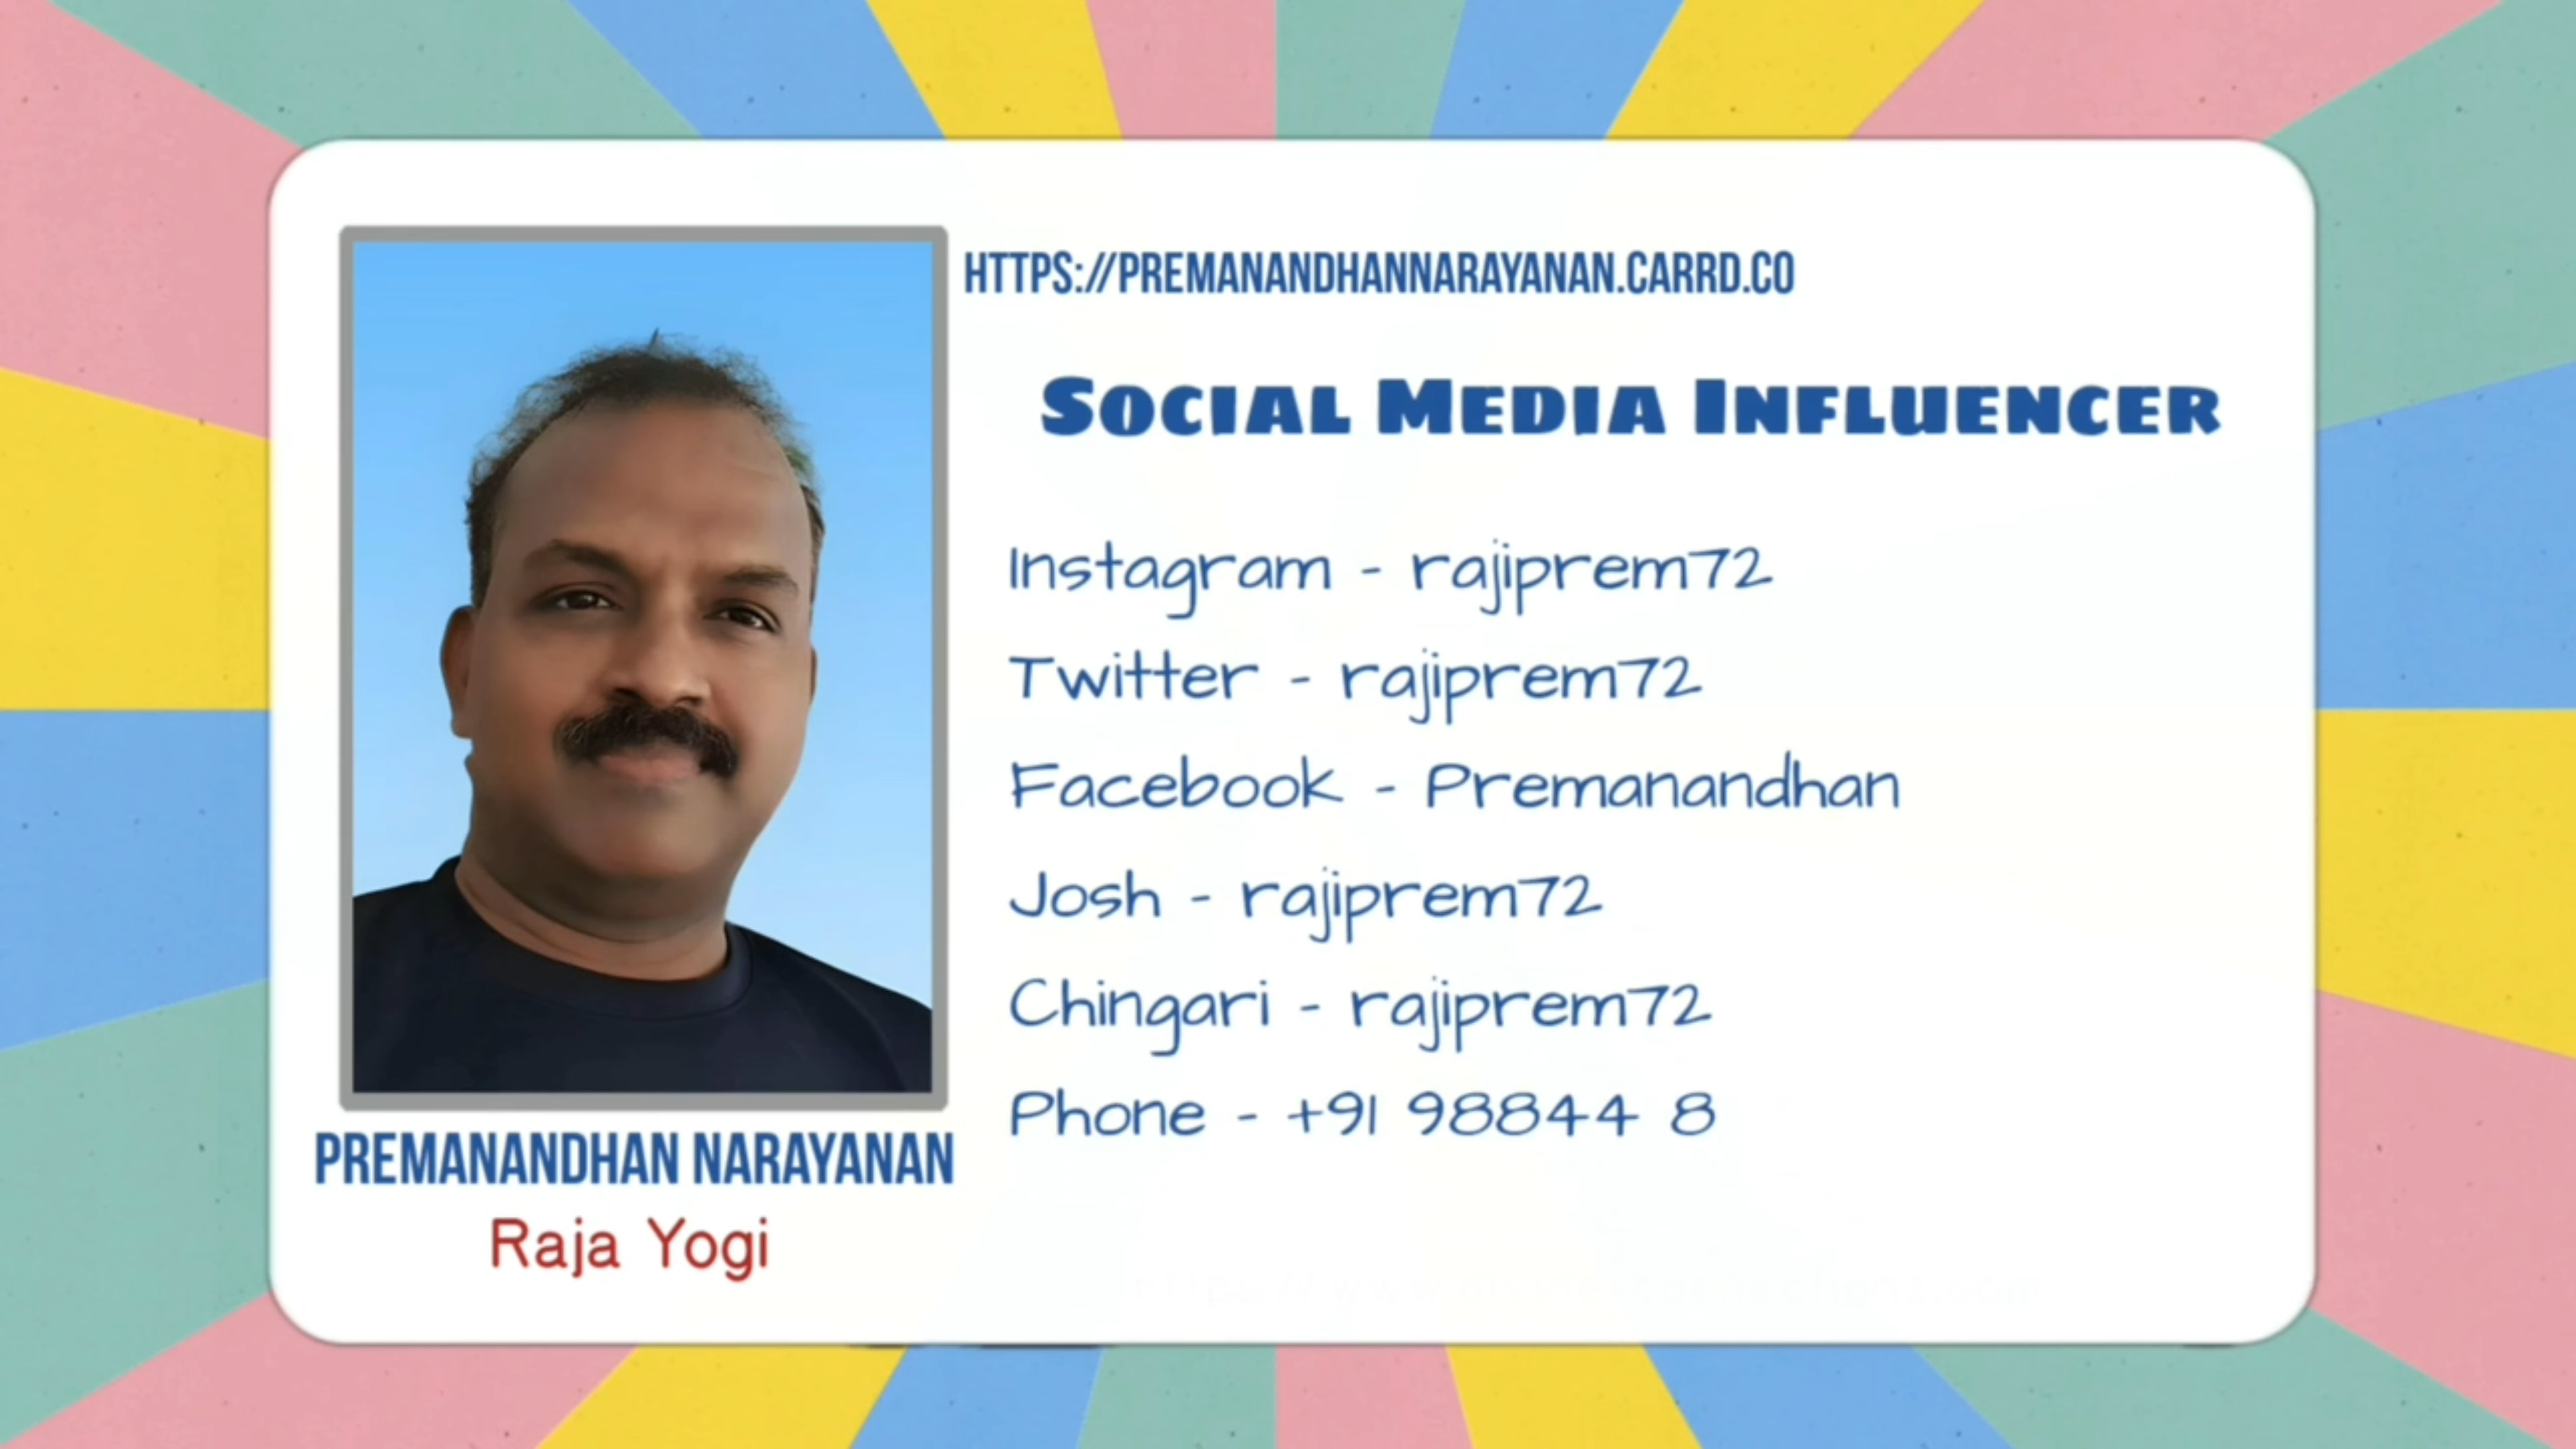 HTTPS://PREMANANDHANNARAYANAN.CARRD.CO
Social Media Influencer
Instagram - rajiprem72
Twitter - rajiprem72
Facebook - Premanandhan
Josh - rajiprem72
Chingari - rajiprem72
Phone - +91 98844 8
PREMANANDHAN NARAYANAN
Raja Yogi